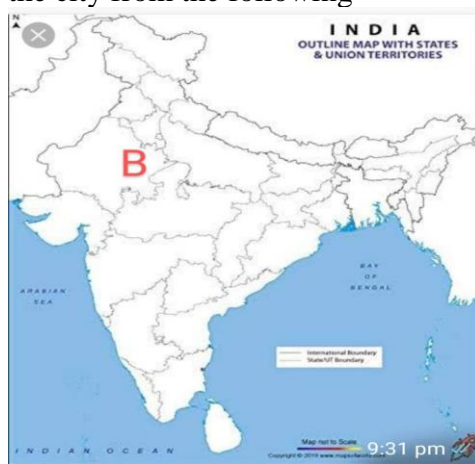 the city from the following
N
INDIA
OUTLINE MAP WITH STATES
& UNION TERRITORIES
B
ARABIAN
SEA
BAY
OF
BENGAL
International Boundary
State/UT Boundary
Map not to Scale
9:31 pm
INDIAN OCEAN